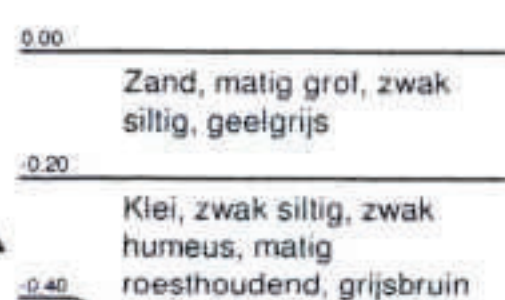 0.00
Zand, matig grof, zwak
siltig, geelgrijs
-0.20
Klei, zwak siltig, zwak
humeus, matig
-0.40 roesthoudend, grijsbruin